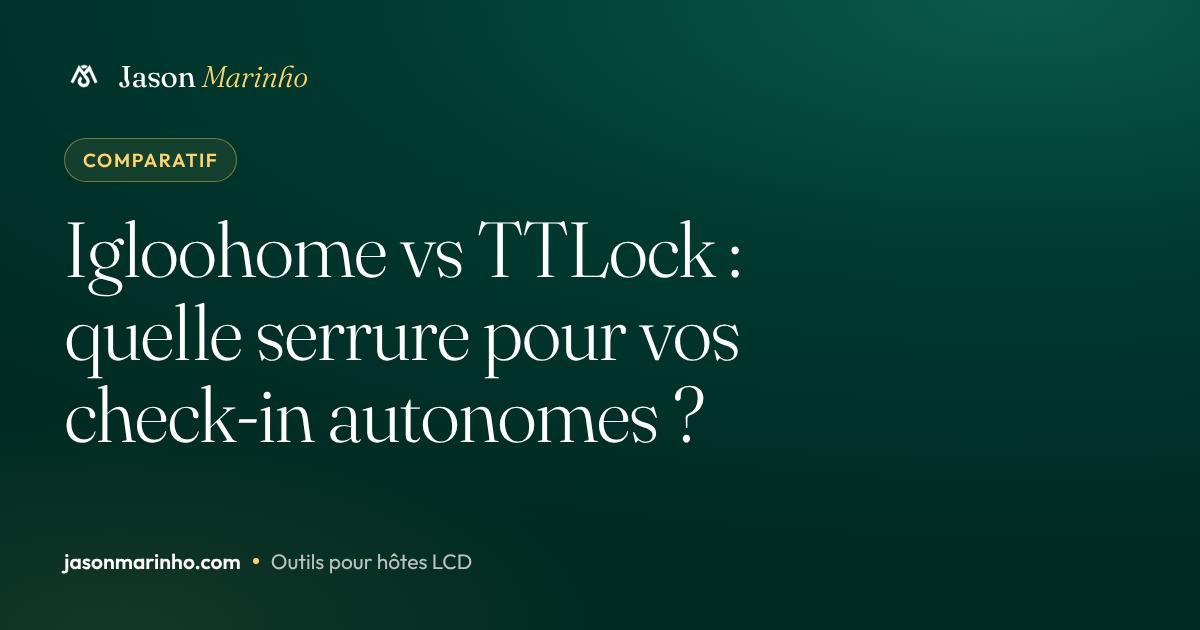 Jason Marinho
COMPARATIF
Igloohome vs TTLock :
quelle serrure pour vos
check-in autonomes ?
jasonmarinho.com • Outils pour hôtes LCD